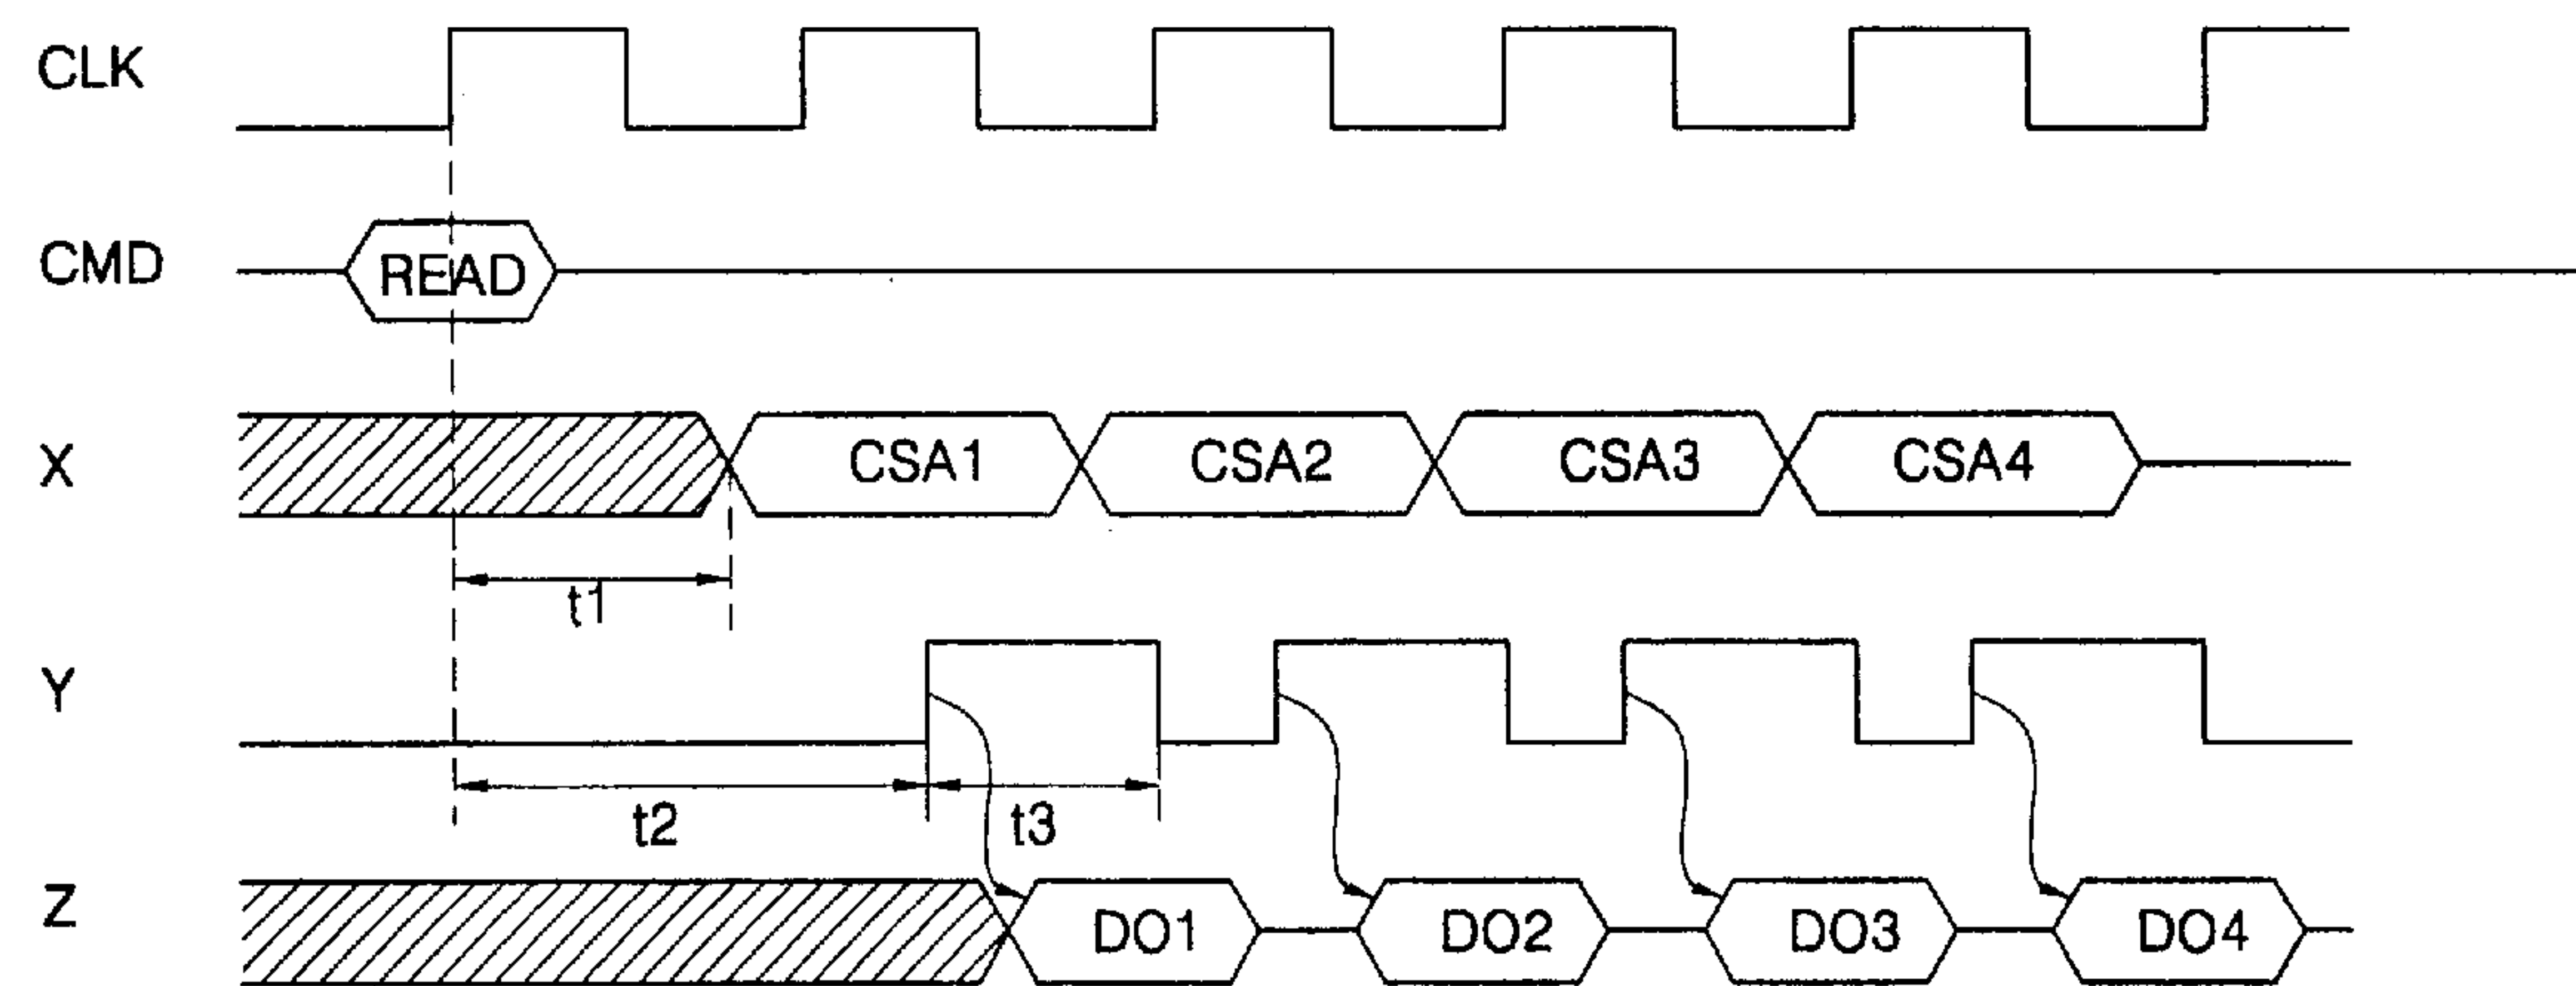 CLK
CMD READ
X CSA1 CSA2 CSA3 CSA4
t1
Y
t2 t3
Z DO1 DO2 DO3 DO4